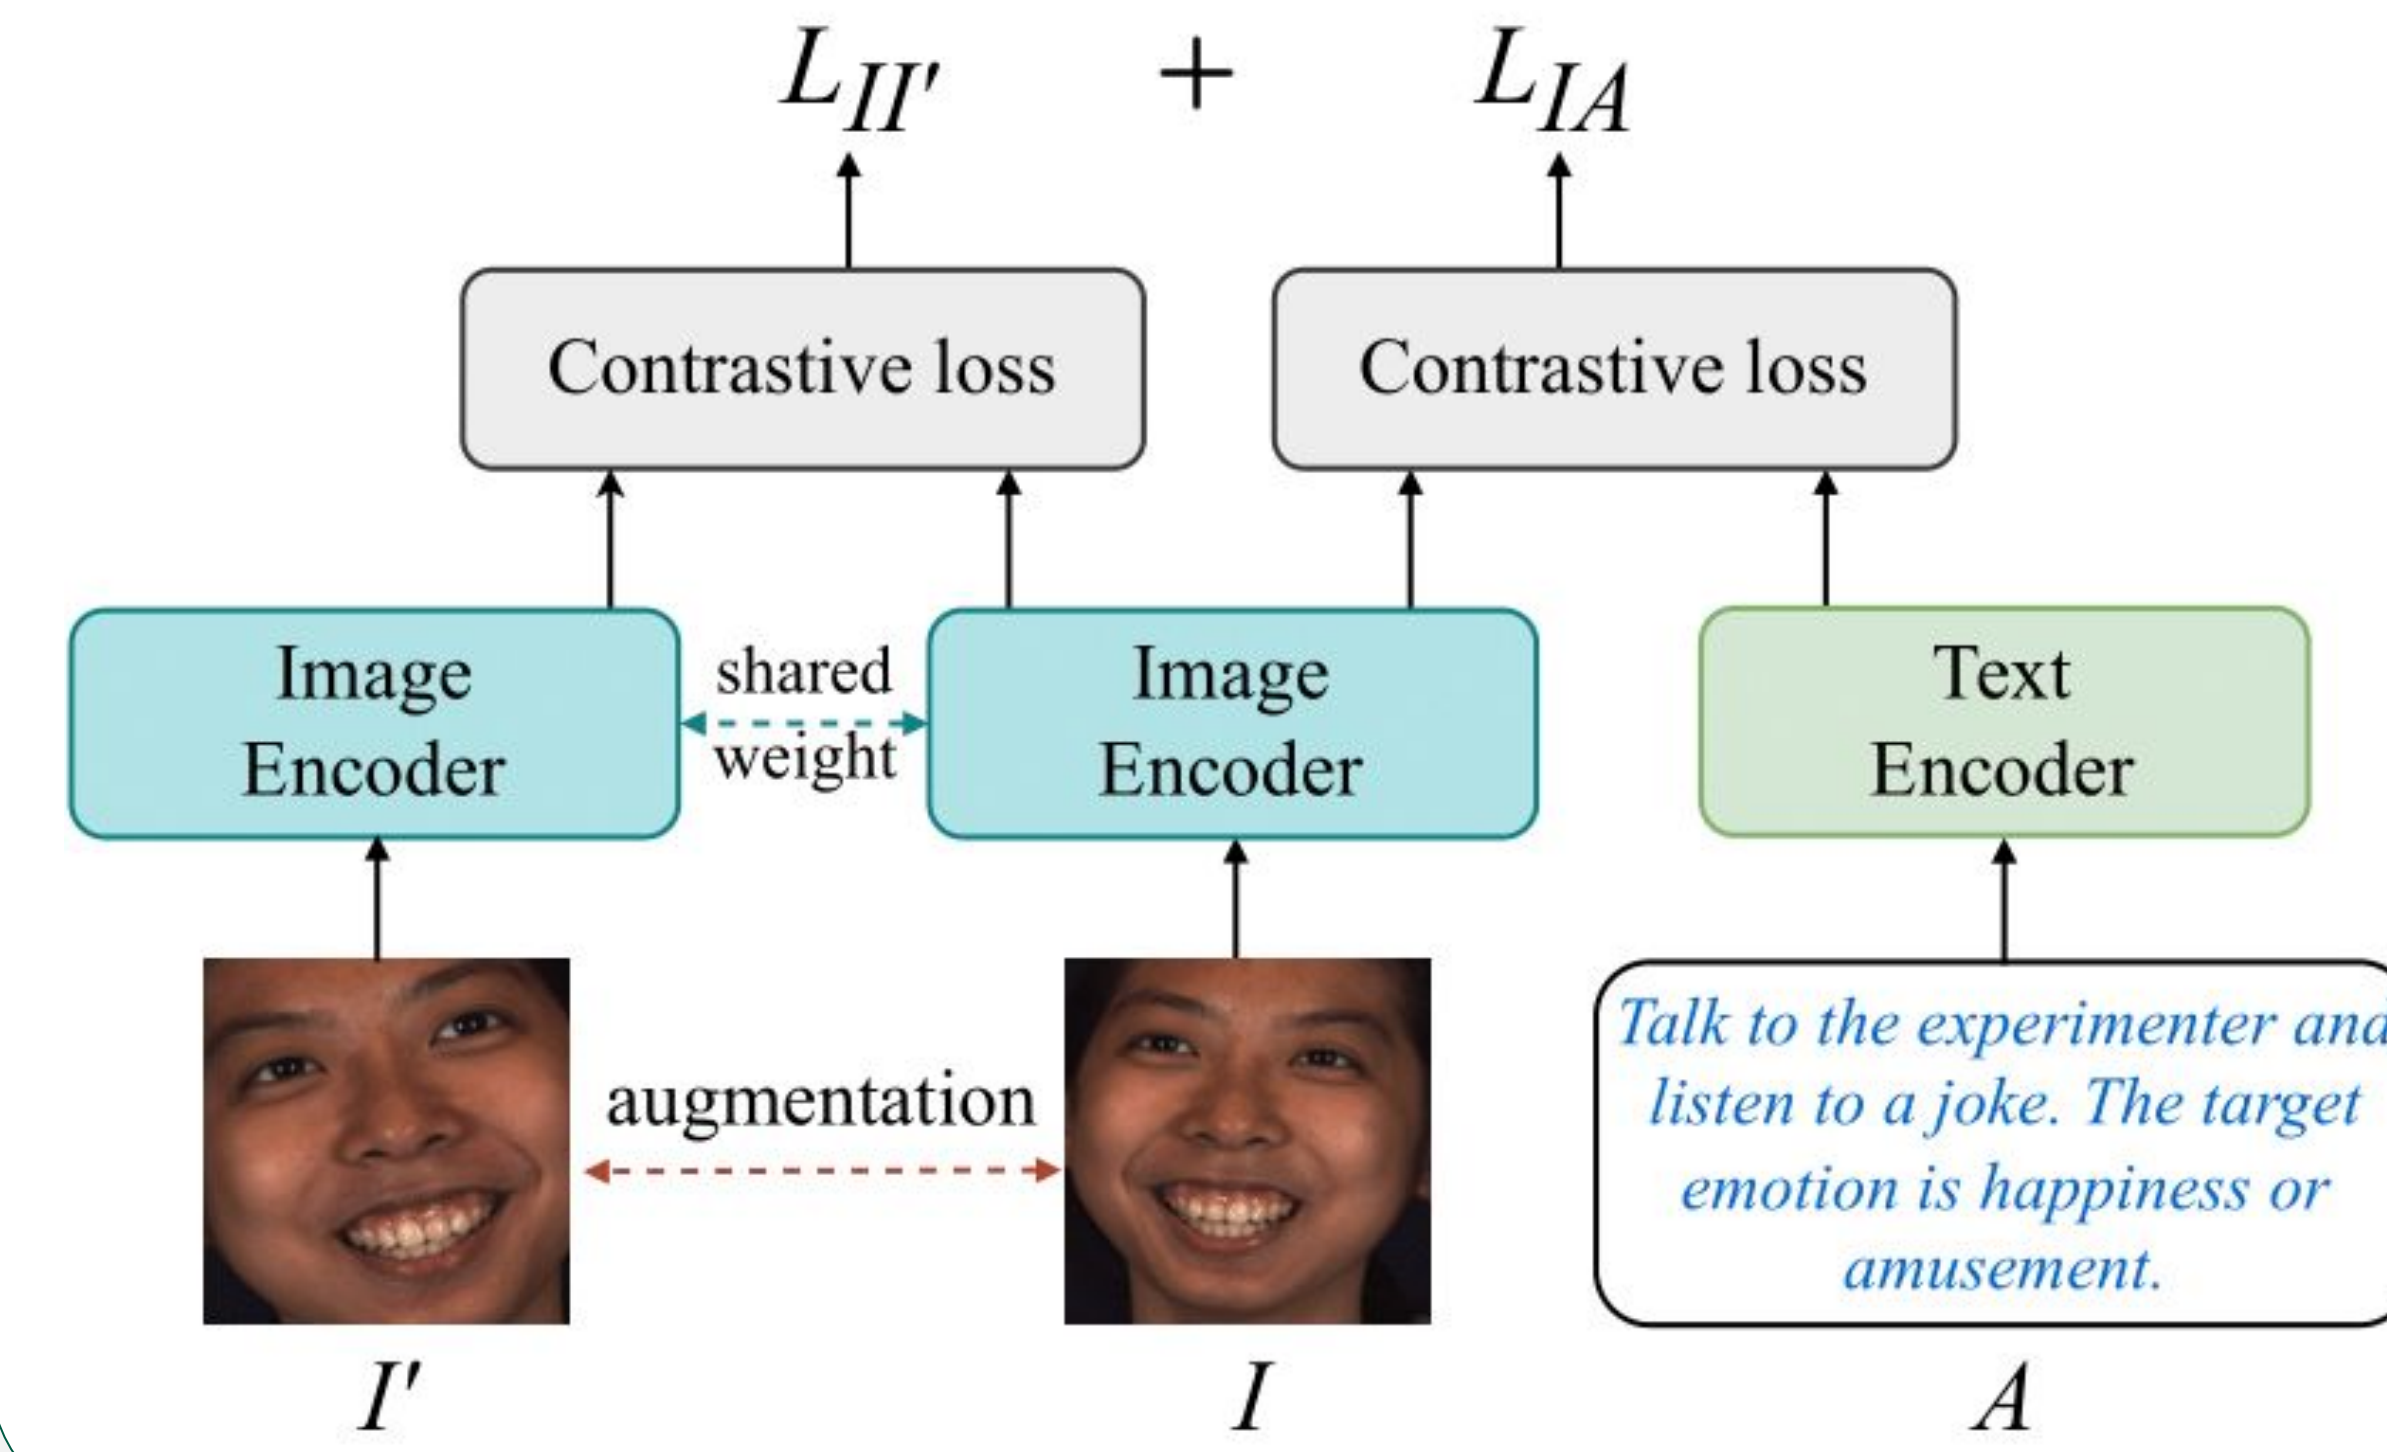 L_{II'} + L_{IA}
Contrastive loss
Contrastive loss
Image
Encoder
shared
weight
Image
Encoder
Text
Encoder
augmentation
Talk to the experimenter and
listen to a joke. The target
emotion is happiness or
amusement.
I'
I
A